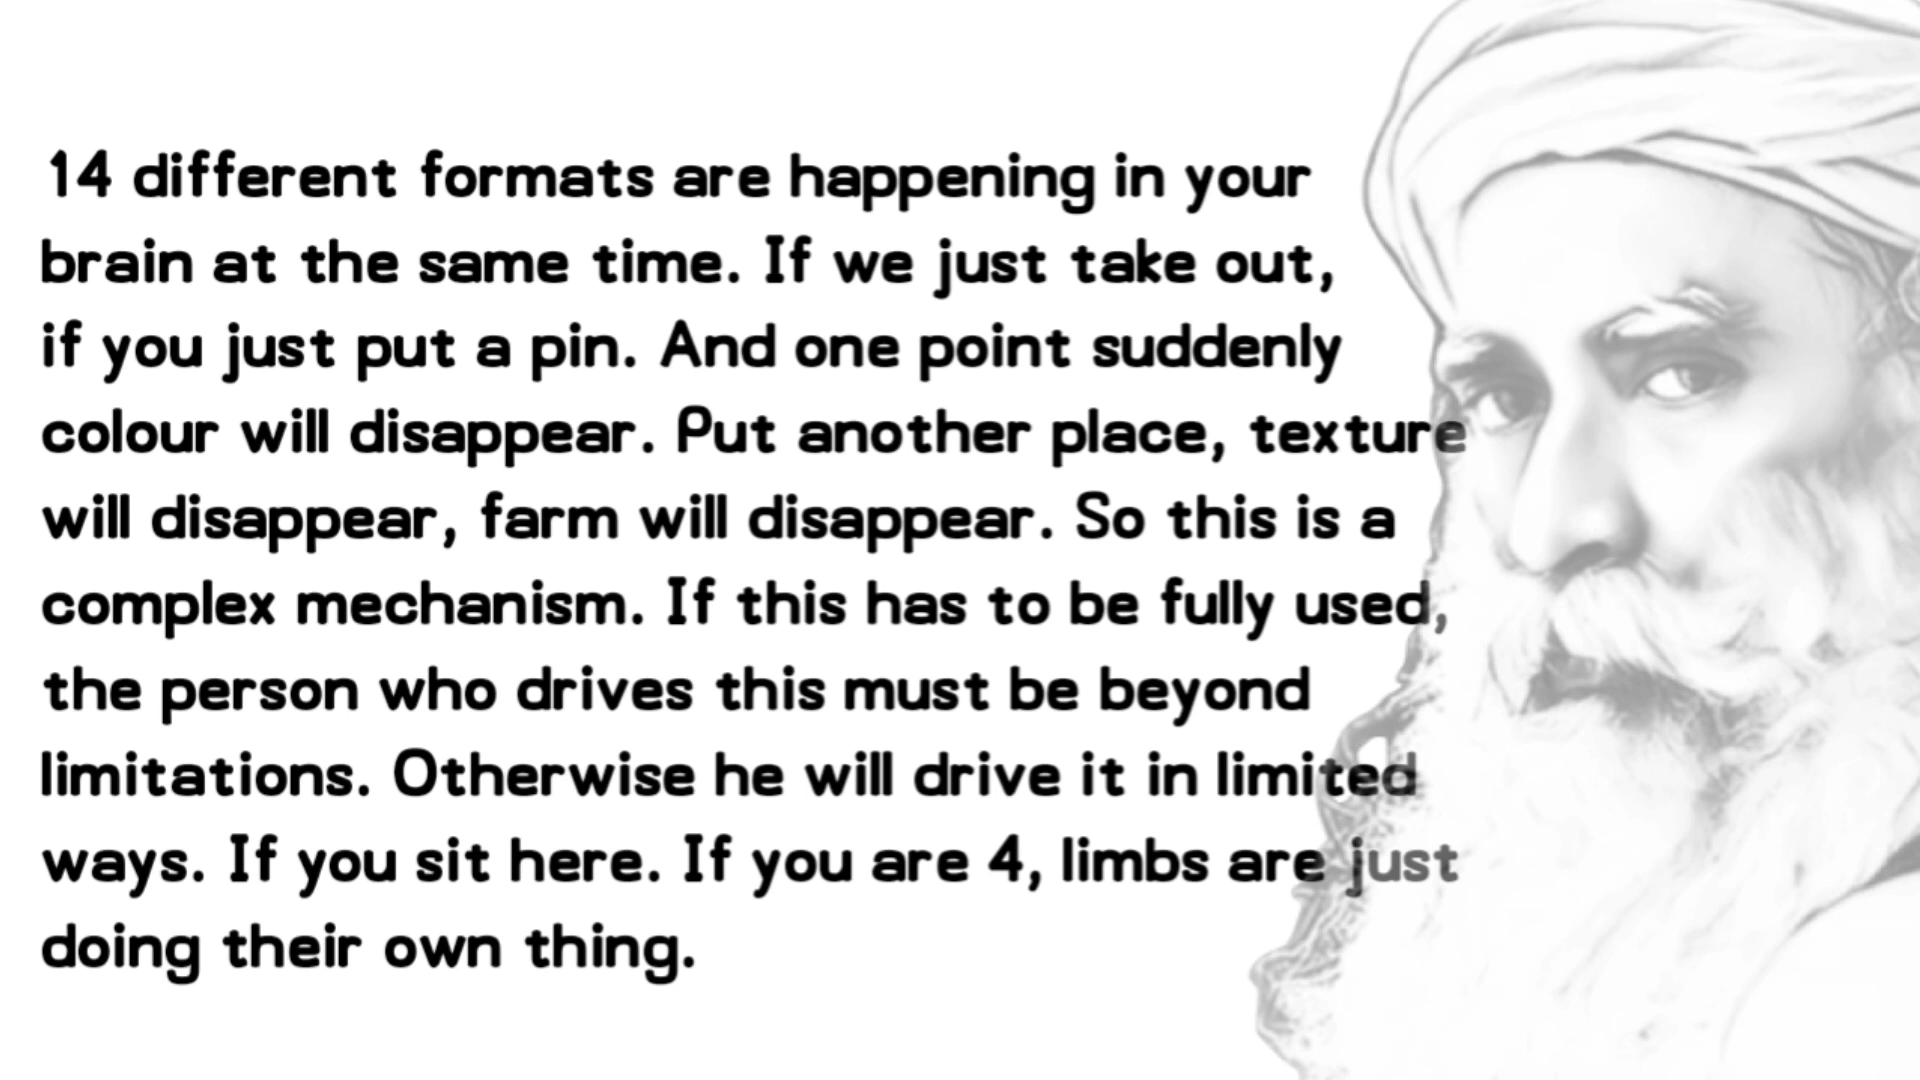 14 different formats are happening in your
brain at the same time. If we just take out,
if you just put a pin. And one point suddenly
colour will disappear. Put another place, texture
will disappear, farm will disappear. So this is a
complex mechanism. If this has to be fully used,
the person who drives this must be beyond
limitations. Otherwise he will drive it in limited
ways. If you sit here. If you are 4, limbs are just
doing their own thing.